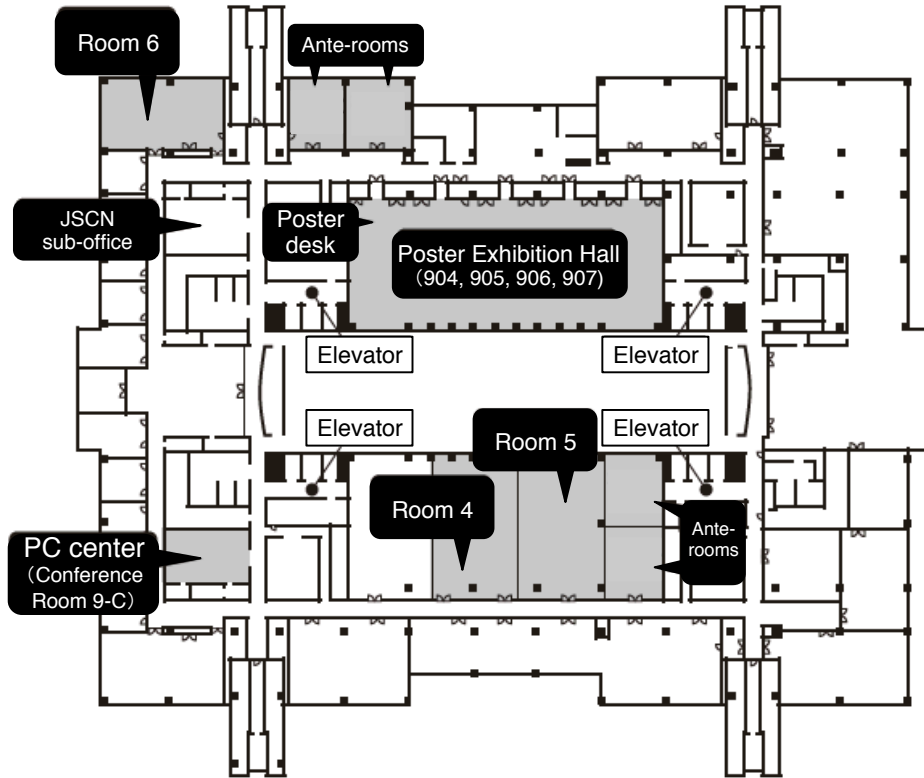 Room 6
Ante-rooms
JSCN
sub-office
Poster
desk
Poster Exhibition Hall
（904, 905, 906, 907)
Elevator
Elevator
Elevator
Elevator
Room 5
Room 4
Ante-
rooms
PC center
（Conference
Room 9-C）